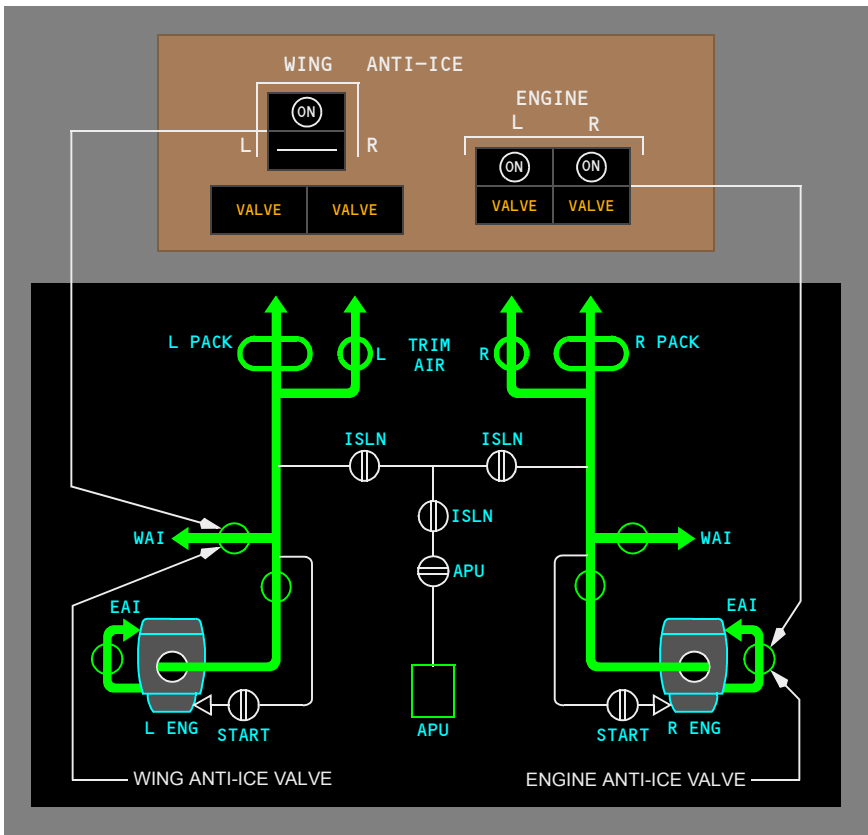 WING ANTI-ICE
ENGINE
L R
ON
L R
ON ON
VALVE VALVE
VALVE VALVE
L PACK
L
TRIM
AIR
R
R PACK
ISLN
ISLN
ISLN
WAI
WAI
APU
EAI
EAI
L ENG
START
APU
START
R ENG
WING ANTI-ICE VALVE
ENGINE ANTI-ICE VALVE